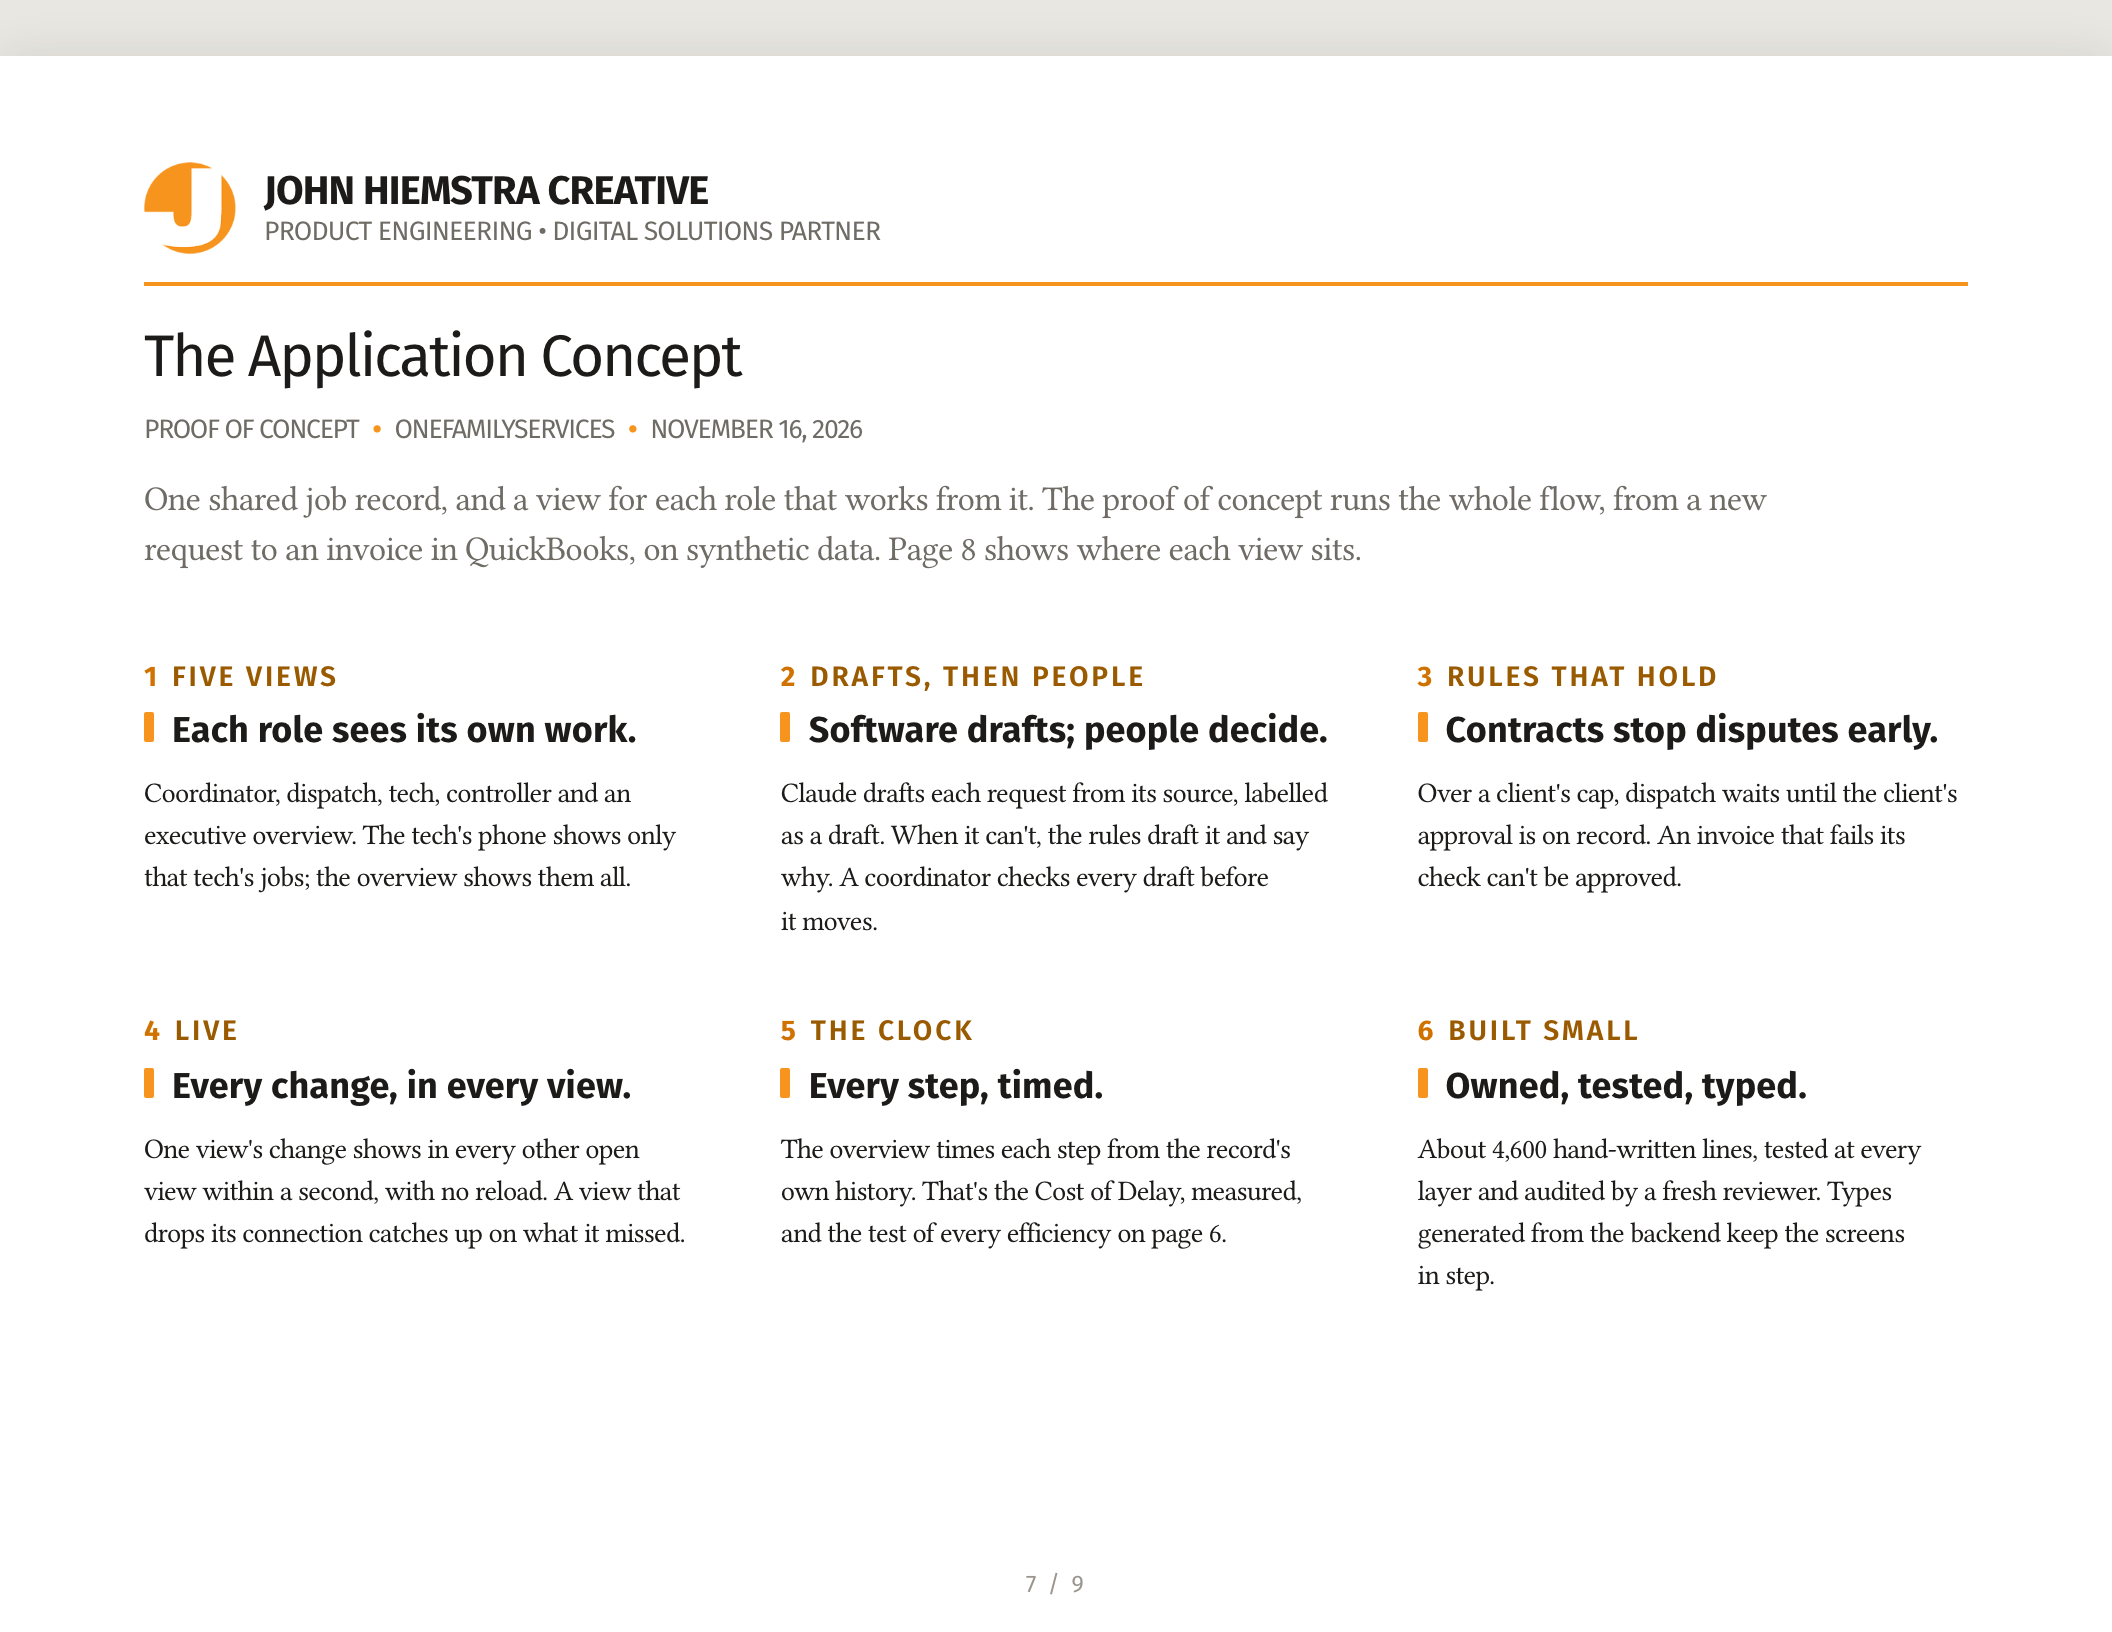 JOHN HIEMSTRA CREATIVE
PRODUCT ENGINEERING • DIGITAL SOLUTIONS PARTNER
The Application Concept
PROOF OF CONCEPT • ONEFAMILYSERVICES • NOVEMBER 16, 2026
One shared job record, and a view for each role that works from it. The proof of concept runs the whole flow, from a new
request to an invoice in QuickBooks, on synthetic data. Page 8 shows where each view sits.
1 FIVE VIEWS
Each role sees its own work.
Coordinator, dispatch, tech, controller and an
executive overview. The tech's phone shows only
that tech's jobs; the overview shows them all.
2 DRAFTS, THEN PEOPLE
Software drafts; people decide.
Claude drafts each request from its source, labelled
as a draft. When it can't, the rules draft it and say
why. A coordinator checks every draft before
it moves.
3 RULES THAT HOLD
Contracts stop disputes early.
Over a client's cap, dispatch waits until the client's
approval is on record. An invoice that fails its
check can't be approved.
4 LIVE
Every change, in every view.
One view's change shows in every other open
view within a second, with no reload. A view that
drops its connection catches up on what it missed.
5 THE CLOCK
Every step, timed.
The overview times each step from the record's
own history. That's the Cost of Delay, measured,
and the test of every efficiency on page 6.
6 BUILT SMALL
Owned, tested, typed.
About 4,600 hand-written lines, tested at every
layer and audited by a fresh reviewer. Types
generated from the backend keep the screens
in step.
7 / 9